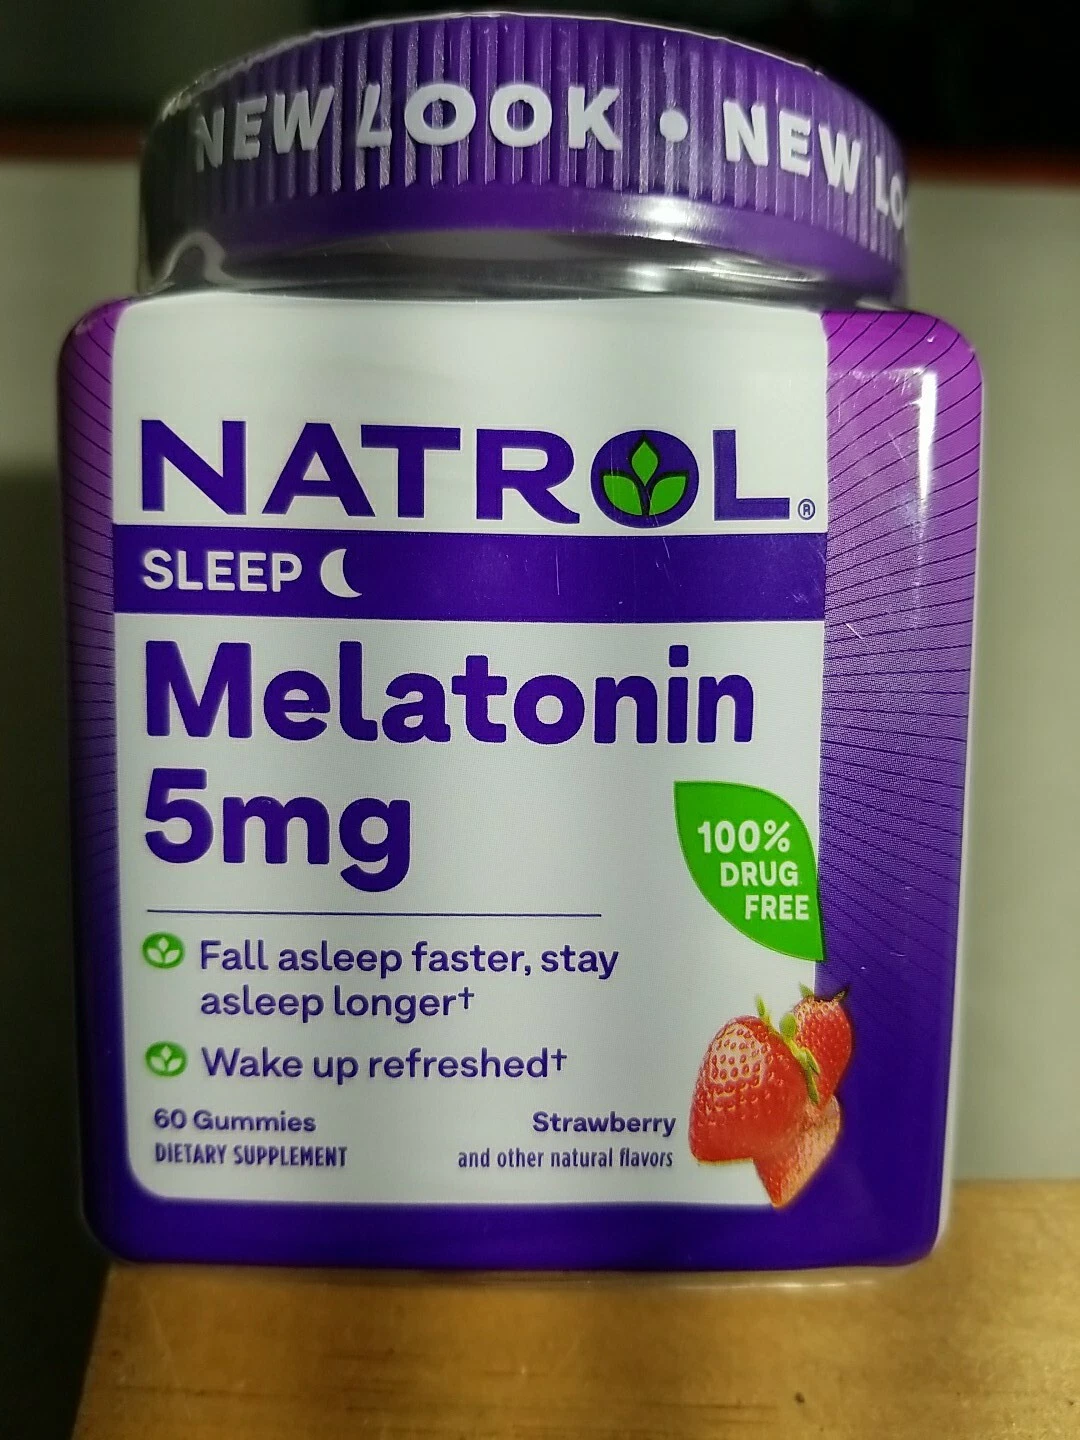 NEW LOOK • NEW LO
NATROL®
SLEEP
Melatonin
5mg
100%
DRUG
FREE
Fall asleep faster, stay
asleep longer†
Wake up refreshed†
60 Gummies
DIETARY SUPPLEMENT
Strawberry
and other natural flavors